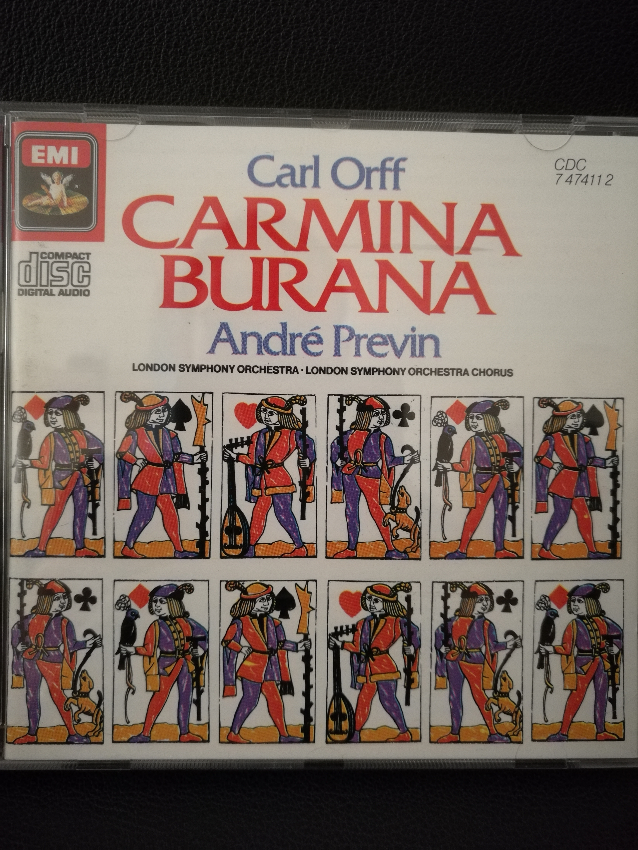 EMI
Carl Orff
CDC
7 47411 2
CARMINA
BURANA
COMPACT
disc
DIGITAL AUDIO
André Previn
LONDON SYMPHONY ORCHESTRA · LONDON SYMPHONY ORCHESTRA CHORUS